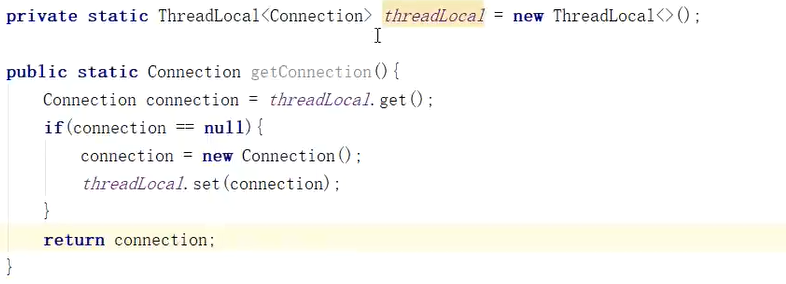 private static ThreadLocal<Connection> threadLocal = new ThreadLocal<>();
public static Connection getConnection(){
Connection connection = threadLocal.get();
if(connection == null){
connection = new Connection();
threadLocal.set(connection);
}
return connection;
}